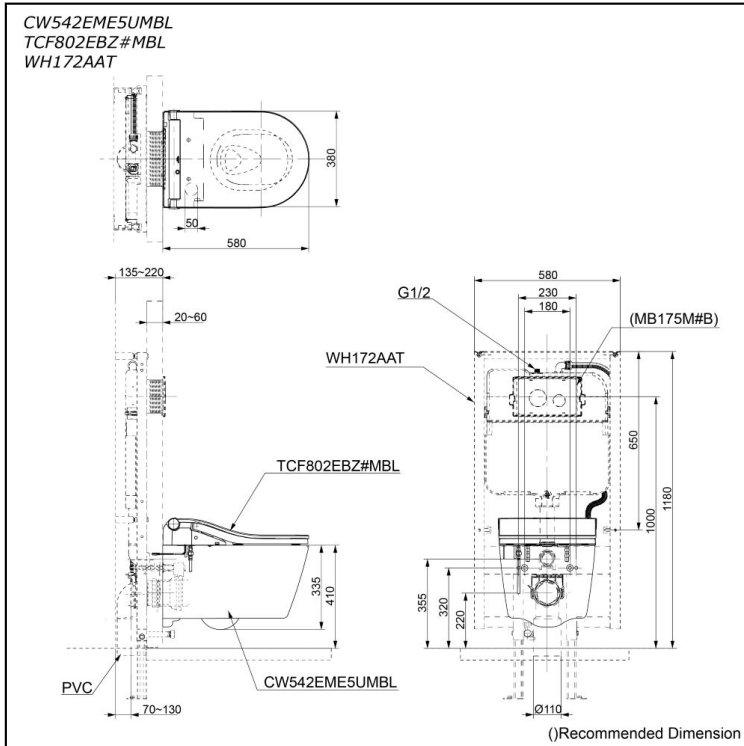 CW542EME5UMBL
TCF802EBZ#MBL
WH172AAT
380
50
580
135~220
20~60
580
230
180
G1/2
(MB175M#B)
WH172AAT
650
1000
1180
TCF802EBZ#MBL
335
410
355
320
220
CW542EME5UMBL
PVC
70~130
Ø110
()Recommended Dimension